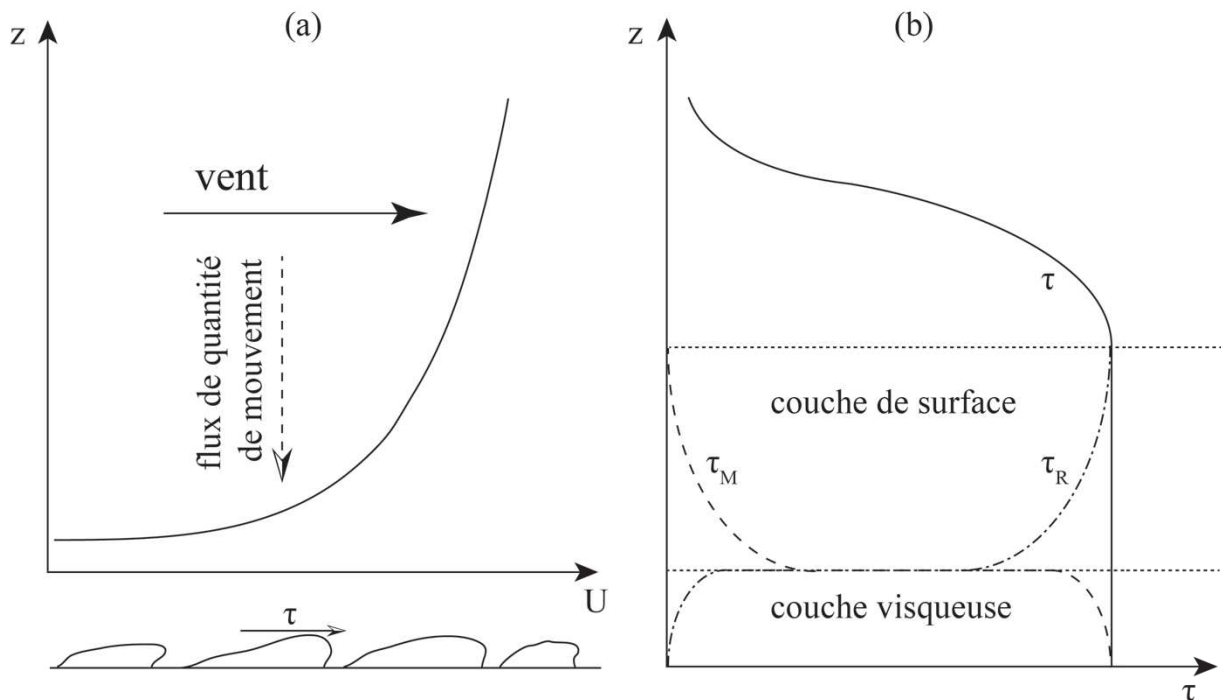 (a)
z
vent
flux de quantité
de mouvement
U
τ
(b)
z
τ
couche de surface
τM
τR
couche visqueuse
τ